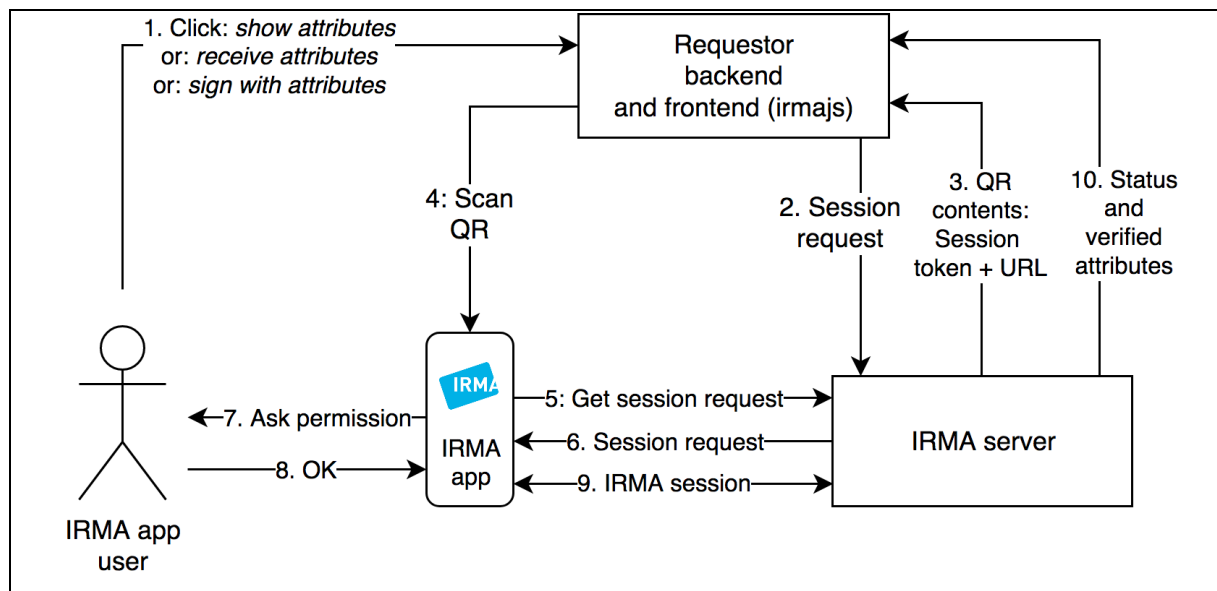 1. Click: show attributes
or: receive attributes
or: sign with attributes
Requestor
backend
and frontend (irmajs)
4: Scan
QR
2. Session
request
3. QR
contents:
Session
token + URL
10. Status
and
verified
attributes
IRMA
IRMA
app
7. Ask permission
8. OK
5: Get session request
6. Session request
9. IRMA session
IRMA server
IRMA app
user